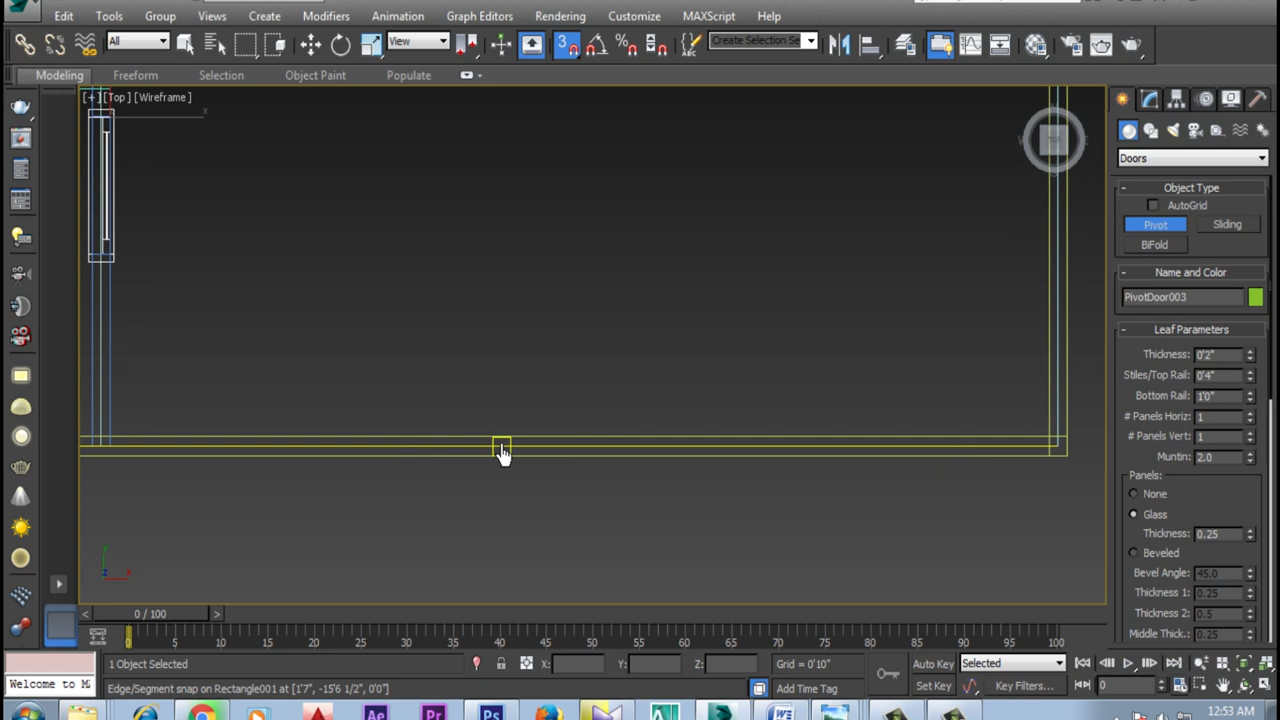 Edit Tools Group Views Create Modifiers Animation Graph Editors Rendering Customize MAXScript Help
All View 3 Create Selection Se
Modeling Freeform Selection Object Paint Populate
[+] [Top ] [Wireframe ]
x
Doors
- Object Type
AutoGrid
Pivot Sliding
BiFold
- Name and Color
PivotDoor003
- Leaf Parameters
Thickness: 0'2"
Stiles/Top Rail: 0'4"
Bottom Rail: 1'0"
# Panels Horiz: 1
# Panels Vert: 1
Muntin: 2.0
Panels:
None
Glass
Thickness: 0.25
Beveled
Bevel Angle: 45.0
Thickness 1: 0.25
Thickness 2: 0.5
Middle Thick.: 0.25
y
z x
< 0 / 100 >
0 5 10 15 20 25 30 35 40 45 50 55 60 65 70 75 80 85 90 95 100
1 Object Selected X: Y: Z: Grid = 0'10" Auto Key Selected
Welcome to M Edge/Segment snap on Rectangle001 at [1'7", -15'6 1/2", 0'0"] Add Time Tag Set Key Key Filters... 0
Ae Pr Ps W
12:53 AM